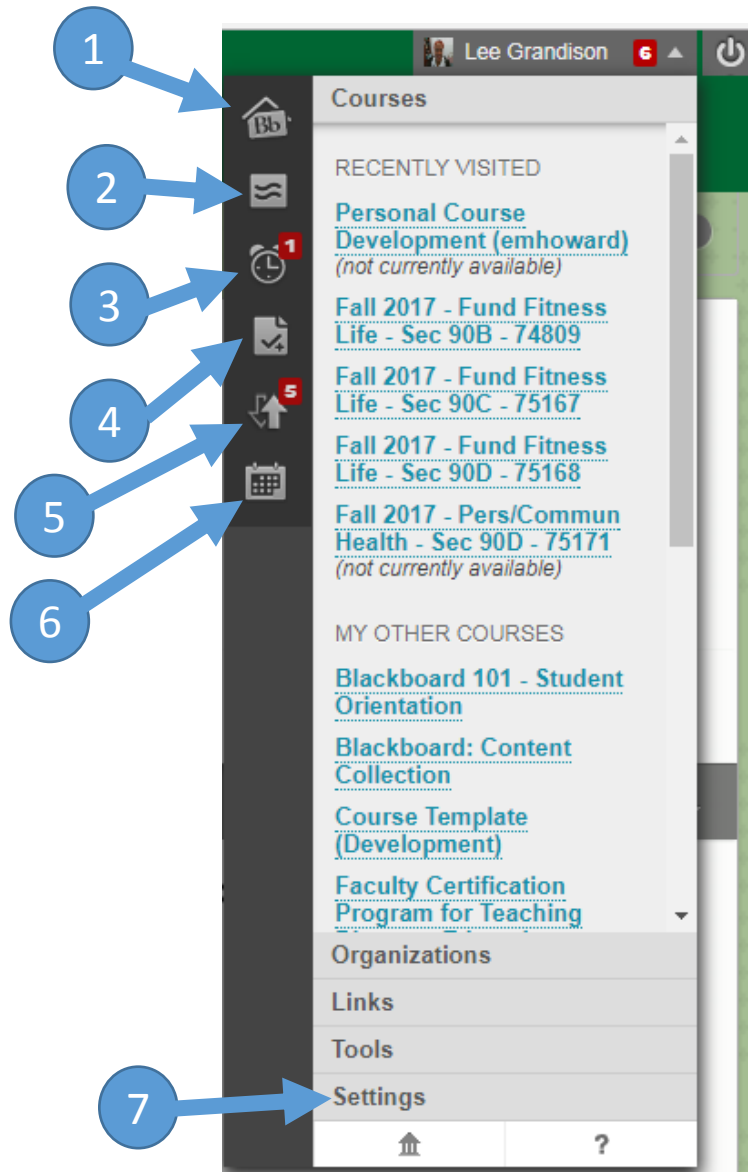 1
Lee Grandison 6
Bb
Courses
2
RECENTLY VISITED
Personal Course
Development (emhoward)
(not currently available)
3
1
Fall 2017 - Fund Fitness
Life - Sec 90B - 74809
4
Fall 2017 - Fund Fitness
Life - Sec 90C - 75167
5
5
Fall 2017 - Fund Fitness
Life - Sec 90D - 75168
6
Fall 2017 - Pers/Commun
Health - Sec 90D - 75171
(not currently available)
MY OTHER COURSES
Blackboard 101 - Student
Orientation
Blackboard: Content
Collection
Course Template
(Development)
Faculty Certification
Program for Teaching
Organizations
Links
Tools
7
Settings
?